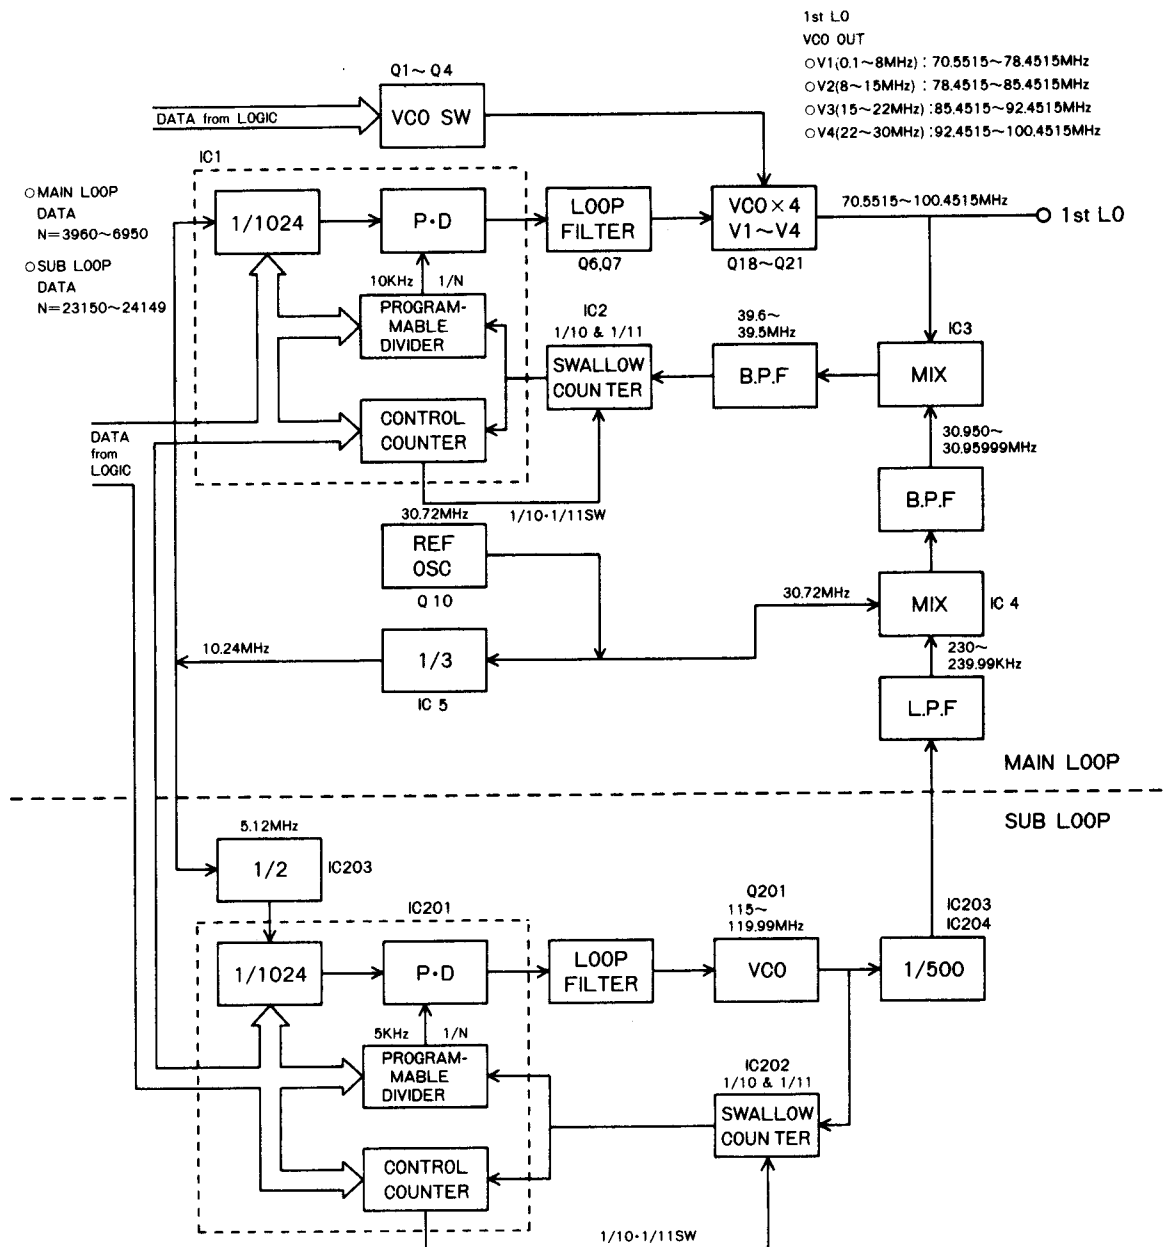 1st LO
VCO OUT
○V1(0.1~8MHz) : 70.5515~78.4515MHz
○V2(8~15MHz) : 78.4515~85.4515MHz
○V3(15~22MHz) :85.4515~92.4515MHz
○V4(22~30MHz) :92.4515~100.4515MHz
Q1~Q4
VCO SW
DATA from LOGIC
IC1
○MAIN LOOP
DATA
N=3960~6950
○SUB LOOP
DATA
N=23150~24149
1/1024
P·D
LOOP
FILTER
Q6,Q7
VCO×4
V1~V4
Q18~Q21
70.5515~100.4515MHz
1st LO
10KHz 1/N
PROGRAM-
MABLE
DIVIDER
IC2
1/10 & 1/11
SWALLOW
COUNTER
39.6~
39.5MHz
B.P.F
IC3
MIX
CONTROL
COUNTER
DATA
from
LOGIC
30.950~
30.95999MHz
B.P.F
1/10·1/11SW
30.72MHz
REF
OSC
Q10
30.72MHz
MIX
IC 4
10.24MHz
1/3
IC 5
230~
239.99KHz
L.P.F
MAIN LOOP
SUB LOOP
5.12MHz
1/2
IC203
IC201
1/1024
P·D
LOOP
FILTER
Q201
115~
119.99MHz
VCO
IC203
IC204
1/500
5KHz 1/N
PROGRAM-
MABLE
DIVIDER
IC202
1/10 & 1/11
SWALLOW
COUNTER
CONTROL
COUNTER
1/10·1/11SW